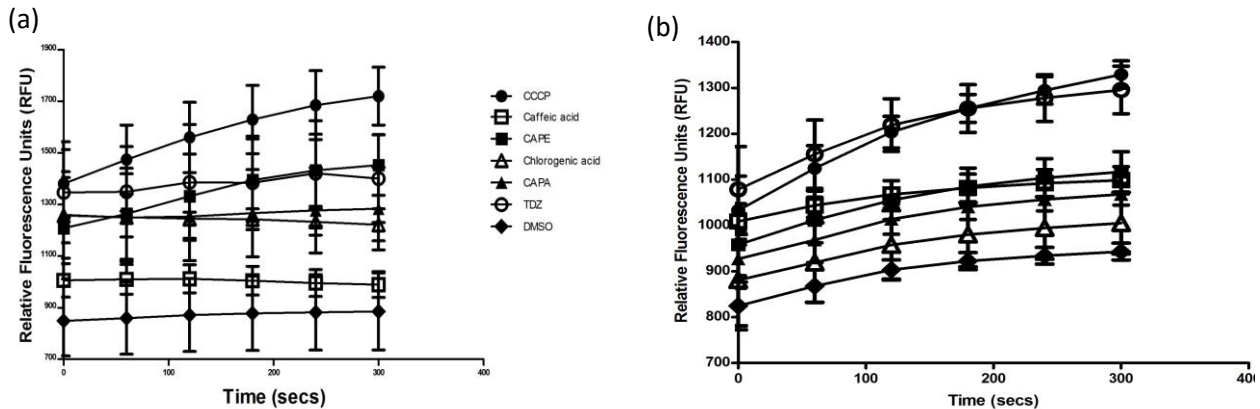 (a)
Relative Fluorescence Units (RFU)
1900
1700
1500
1300
1100
900
700
0
100
200
300
400
Time (secs)
CCCP
Caffeic acid
CAPE
Chlorogenic acid
CAPA
TDZ
DMSO
(b)
Relative Fluorescence Units (RFU)
1400
1300
1200
1100
1000
900
800
700
0
100
200
300
400
Time (secs)